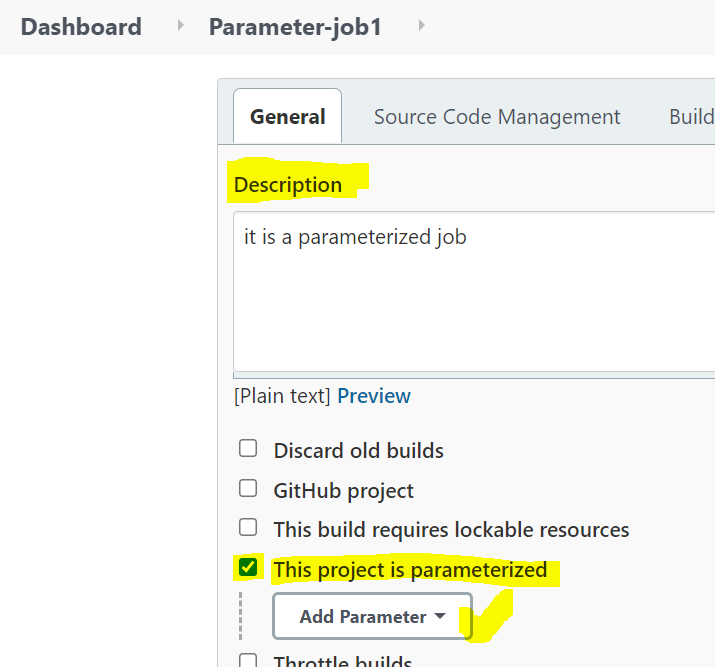 Dashboard Parameter-job1
General Source Code Management Build
Description
it is a parameterized job
[Plain text] Preview
Discard old builds
GitHub project
This build requires lockable resources
This project is parameterized
Add Parameter
Throttle builds